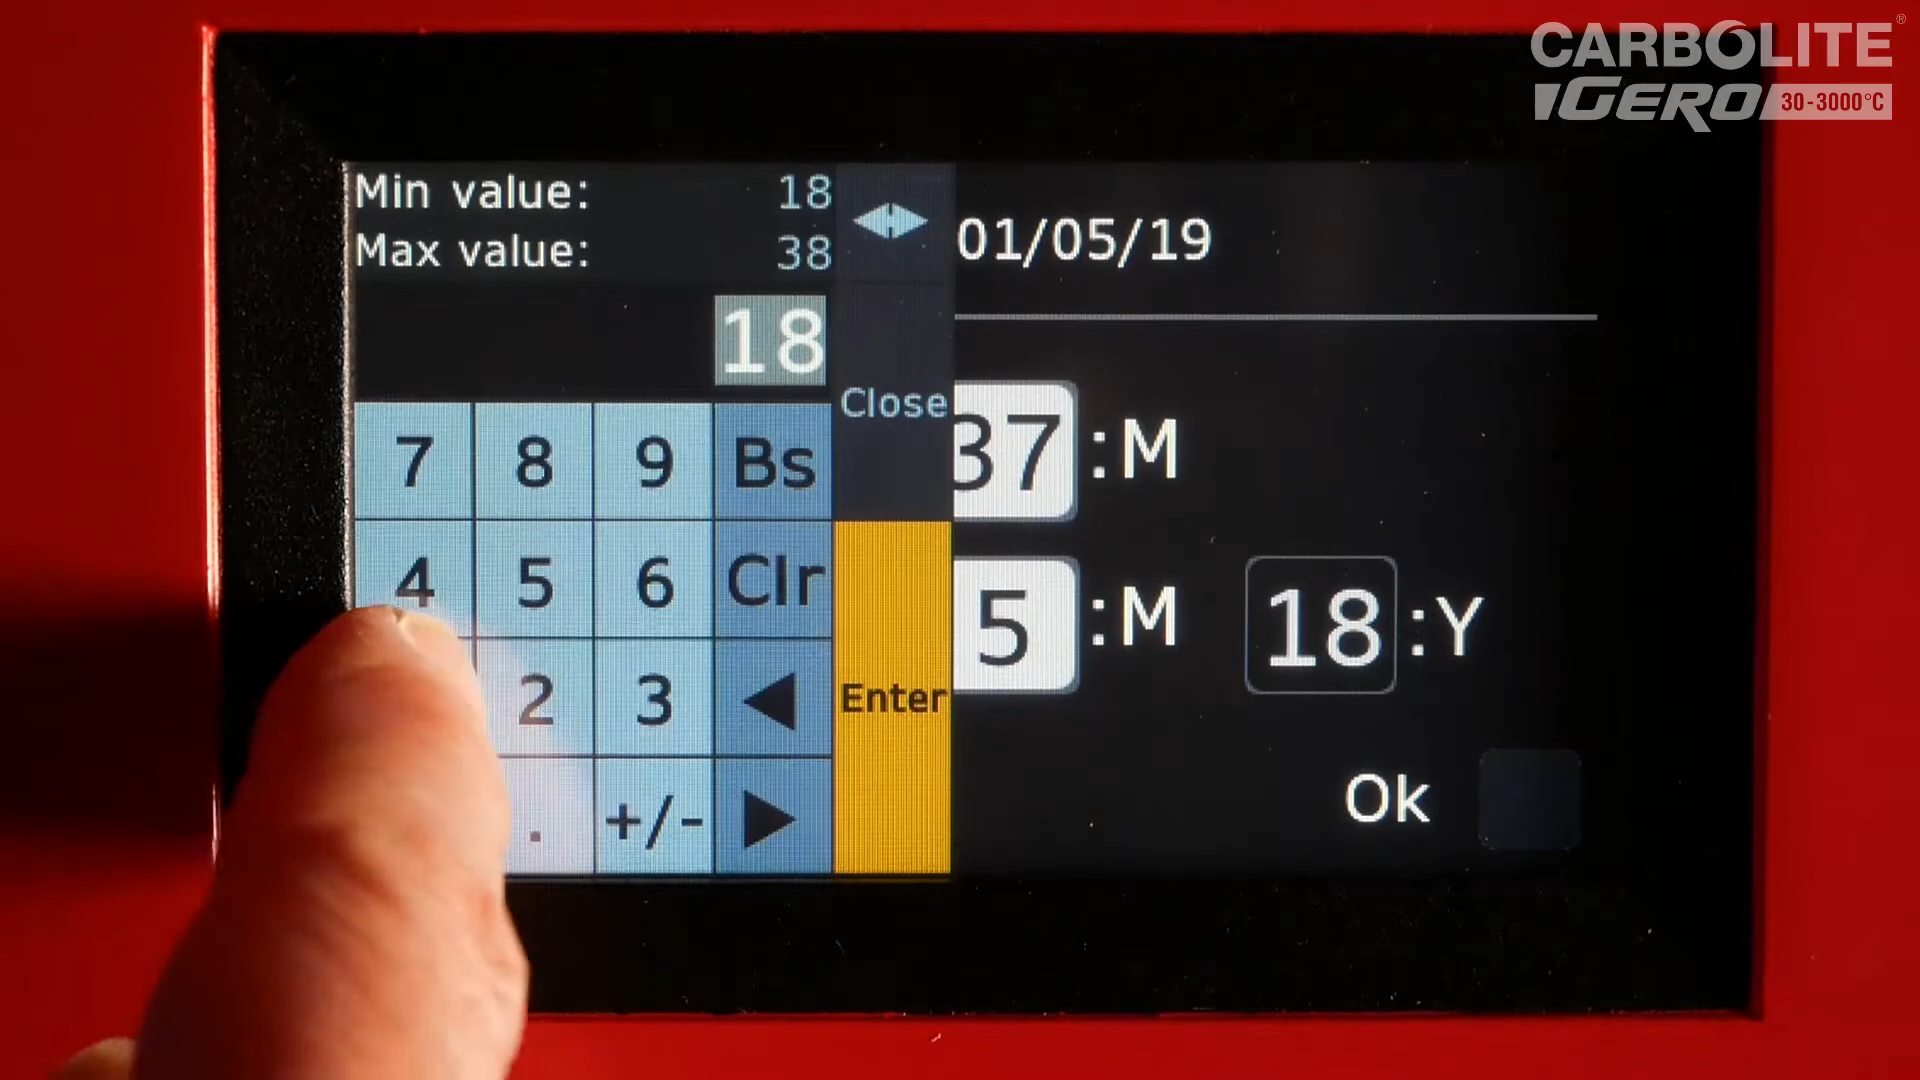 CARBOLITE®
GERO 30-3000°C
Min value: 18
Max value: 38
01/05/19
18
Close
37 :M
7 8 9 Bs
4 5 6 Clr
5 :M 18 :Y
2 3 ◀ Enter
. +/- ▶
Ok